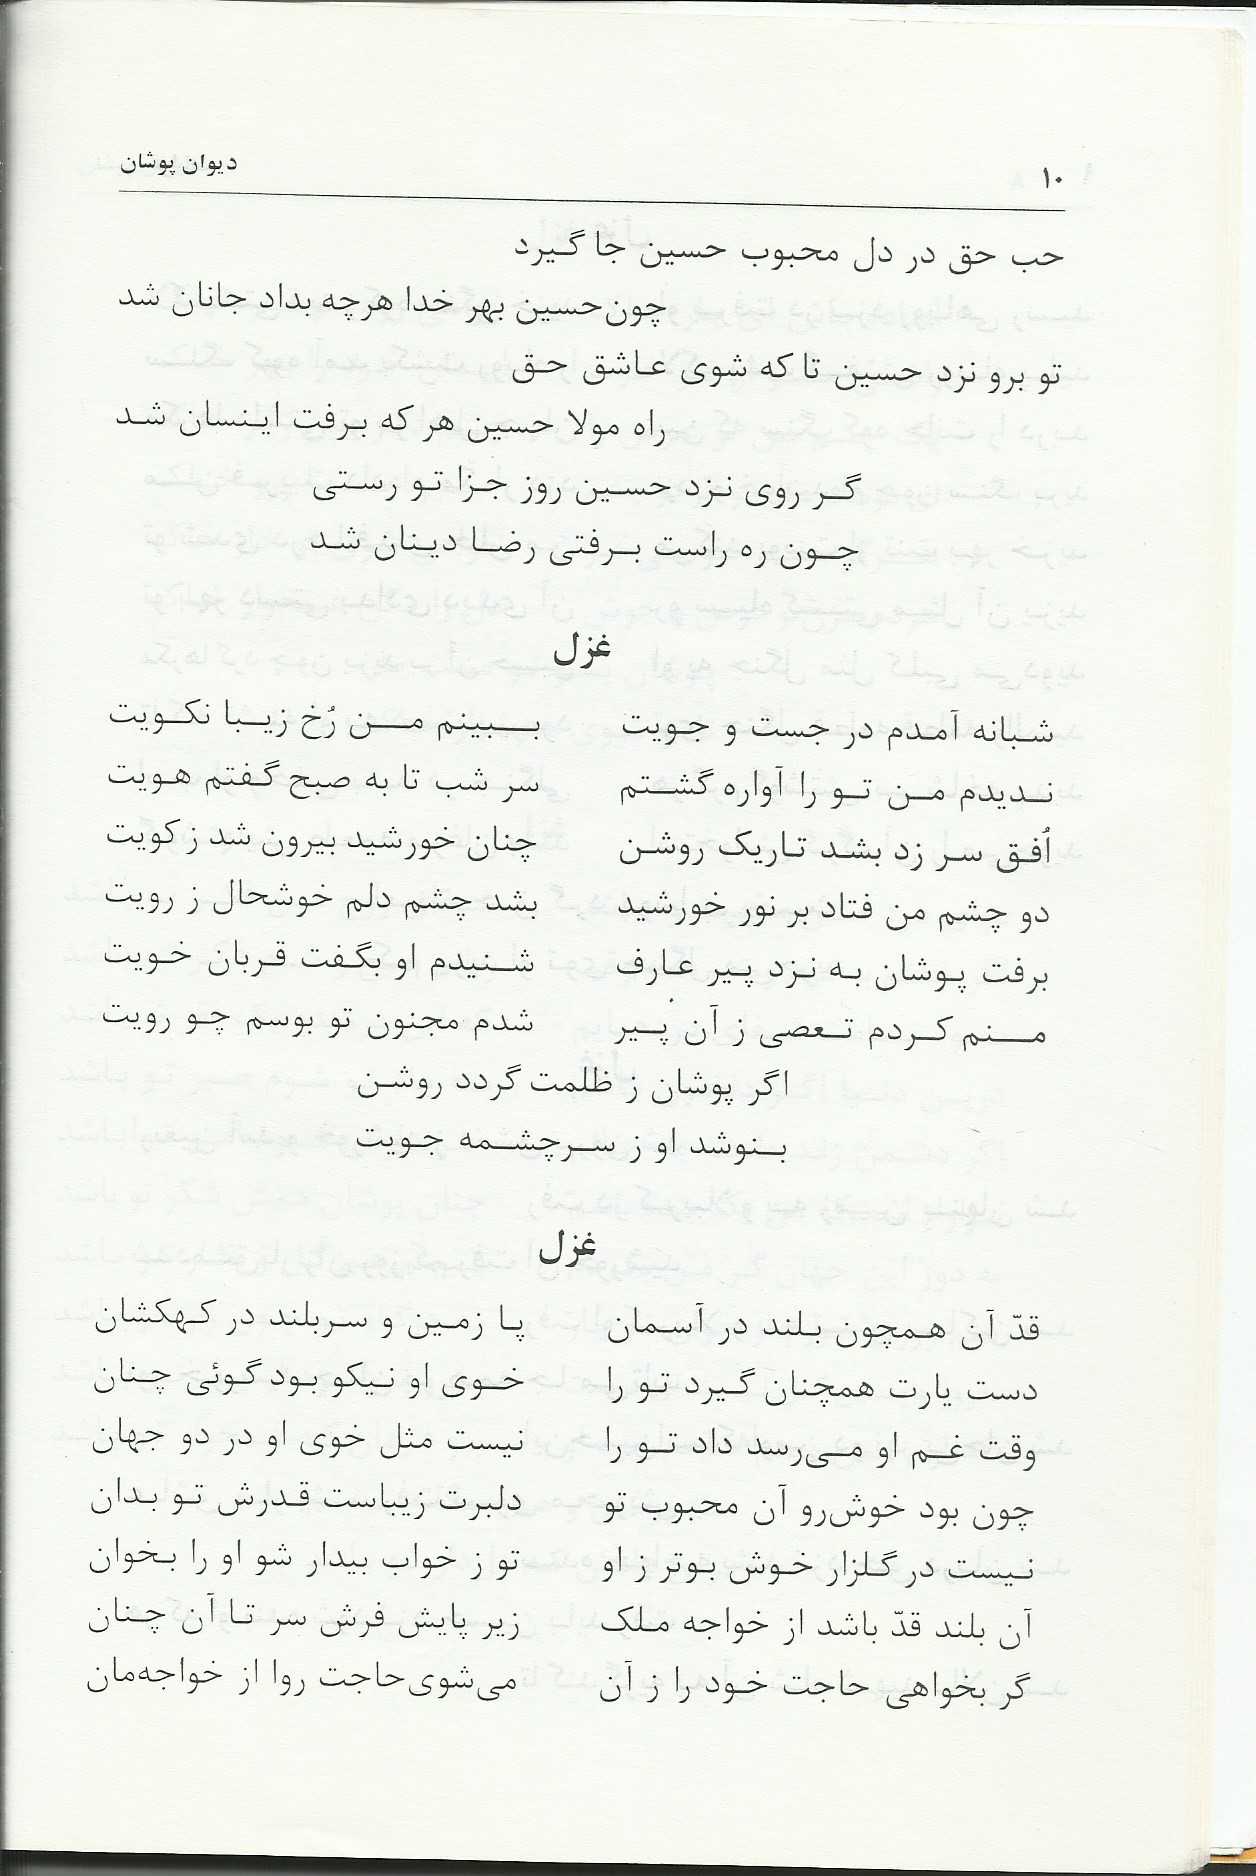 ۱۰ دیوان پوشان
حب حق در دل محبوب حسین جا گیرد
چون‌حسین بهر خدا هرچه بداد جانان شد
تو برو نزد حسین تا که شوی عاشق حق
راه مولا حسین هر که برفت اینسان شد
گر روی نزد حسین روز جزا تو رستی
چون ره راست برفتی رضا دینان شد
غزل
شبانه آمدم در جست و جویت ببینم من رُخ زیبا نکویت
ندیدم من تو را آواره گشتم سر شب تا به صبح گفتم هویت
اُفق سر زد بشد تاریک روشن چنان خورشید بیرون شد ز کویت
دو چشم من فتاد بر نور خورشید بشد چشم دلم خوشحال ز رویت
برفت پوشان به نزد پیر عارف شنیدم او بگفت قربان خویت
منم کردم تعصی ز آن پیر شدم مجنون تو بوسم چو رویت
اگر پوشان ز ظلمت گردد روشن
بنوشد او ز سرچشمه جویت
غزل
قدّ آن همچون بلند در آسمان پا زمین و سربلند در کهکشان
دست یارت همچنان گیرد تو را خوی او نیکو بود گوئی چنان
وقت غم او می‌رسد داد تو را نیست مثل خوی او در دو جهان
چون بود خوش‌رو آن محبوب تو دلبرت زیباست قدرش تو بدان
نیست در گلزار خوش بوتر ز او تو ز خواب بیدار شو او را بخوان
آن بلند قدّ باشد از خواجه ملک زیر پایش فرش سر تا آن چنان
گر بخواهی حاجت خود را ز آن می‌شوی‌حاجت روا از خواجه‌مان